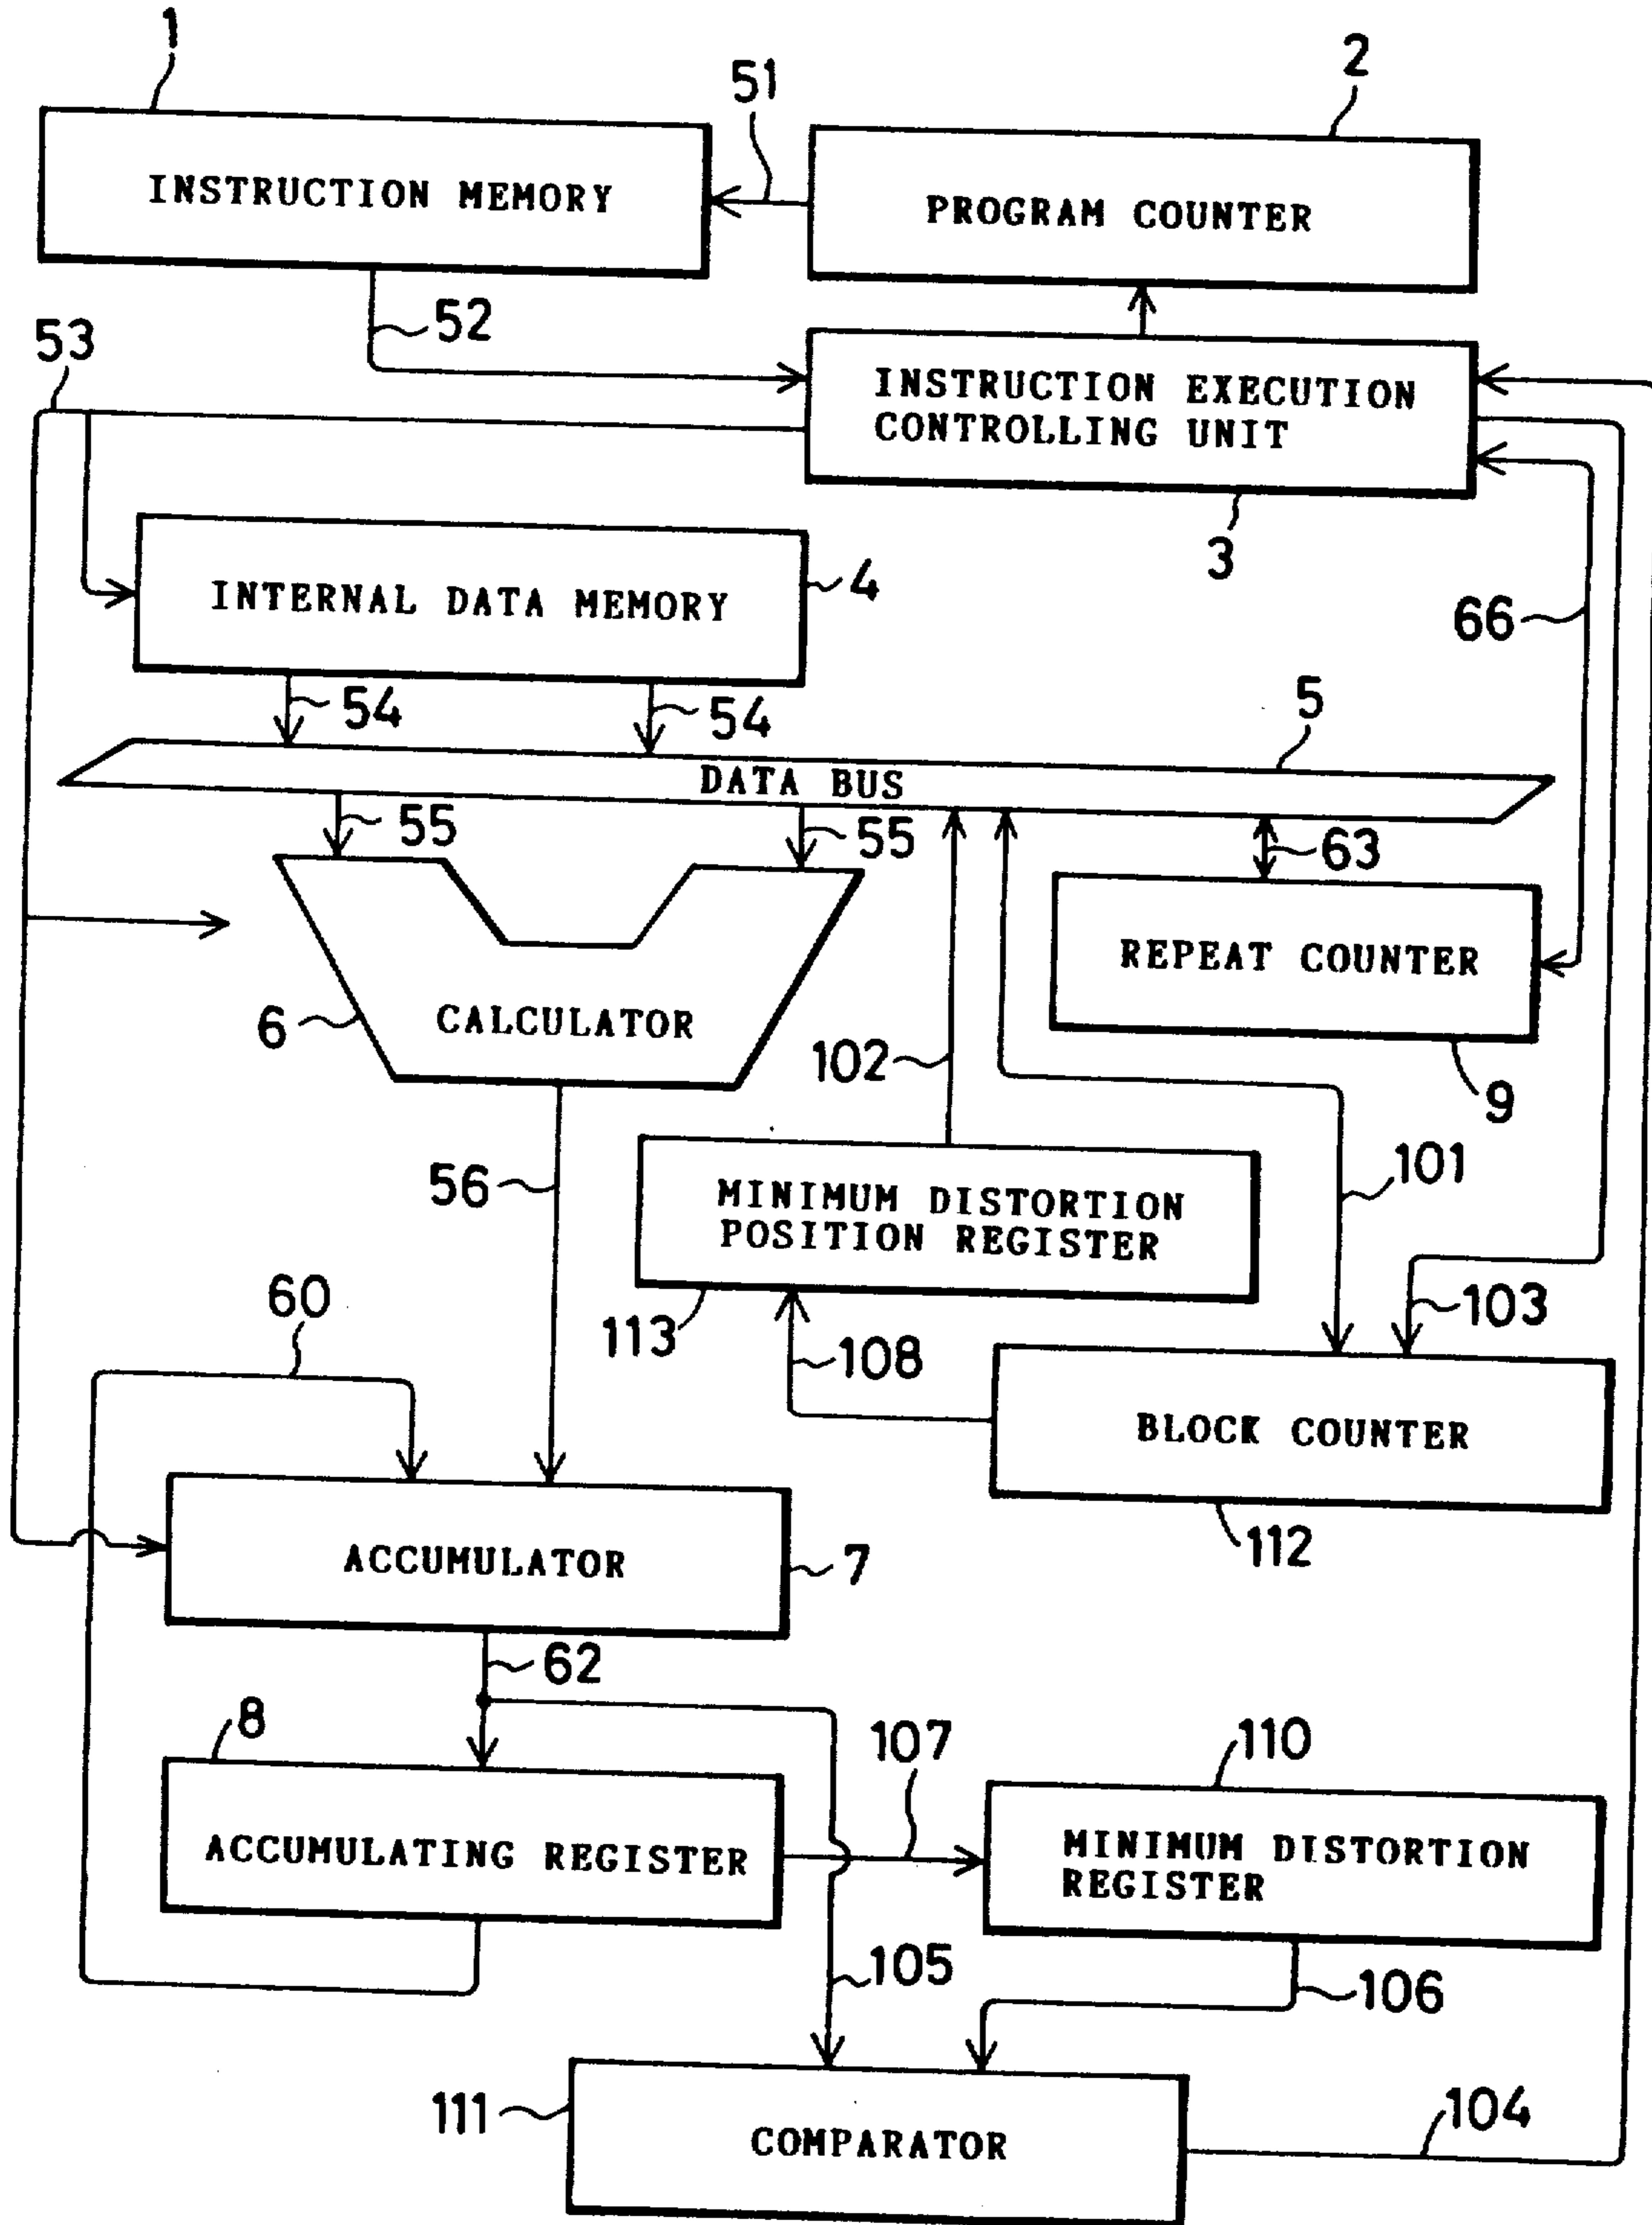 1
2
51
INSTRUCTION MEMORY
PROGRAM COUNTER
52
53
INSTRUCTION EXECUTION
CONTROLLING UNIT
3
INTERNAL DATA MEMORY
4
66
54
54
5
DATA BUS
55
55
63
REPEAT COUNTER
6
CALCULATOR
102
9
56
101
MINIMUM DISTORTION
POSITION REGISTER
60
113
108
103
BLOCK COUNTER
112
ACCUMULATOR
7
62
8
107
110
ACCUMULATING REGISTER
MINIMUM DISTORTION
REGISTER
105
106
111
COMPARATOR
104